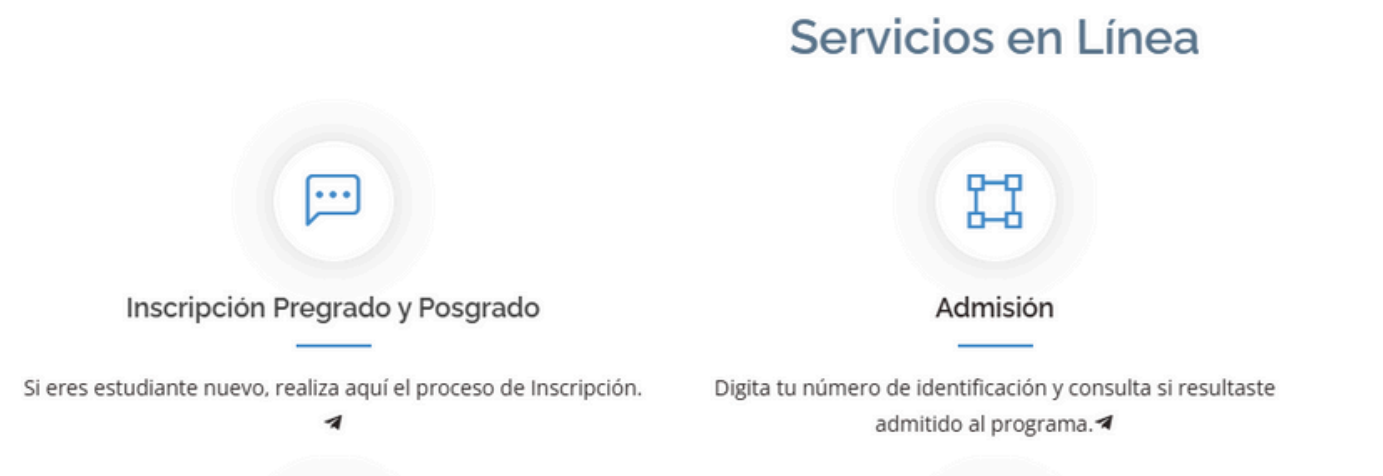 Servicios en Línea
Inscripción Pregrado y Posgrado
Si eres estudiante nuevo, realiza aquí el proceso de Inscripción.
Admisión
Digita tu número de identificación y consulta si resultaste
admitido al programa.